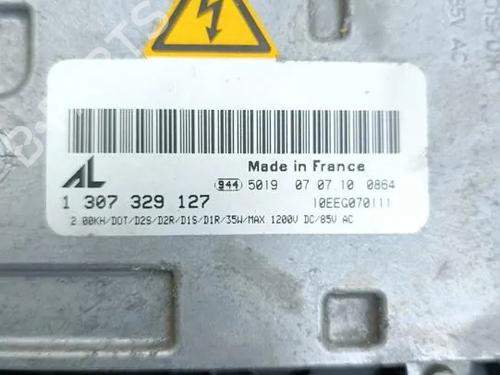 AL
Made in France
944 5019 07 07.10 0864
1 307 329 127
10EEG070111
2.00KH/DOT/D2S/D2R/D1S/D1R/35W/MAX.1200V DC/85V AC